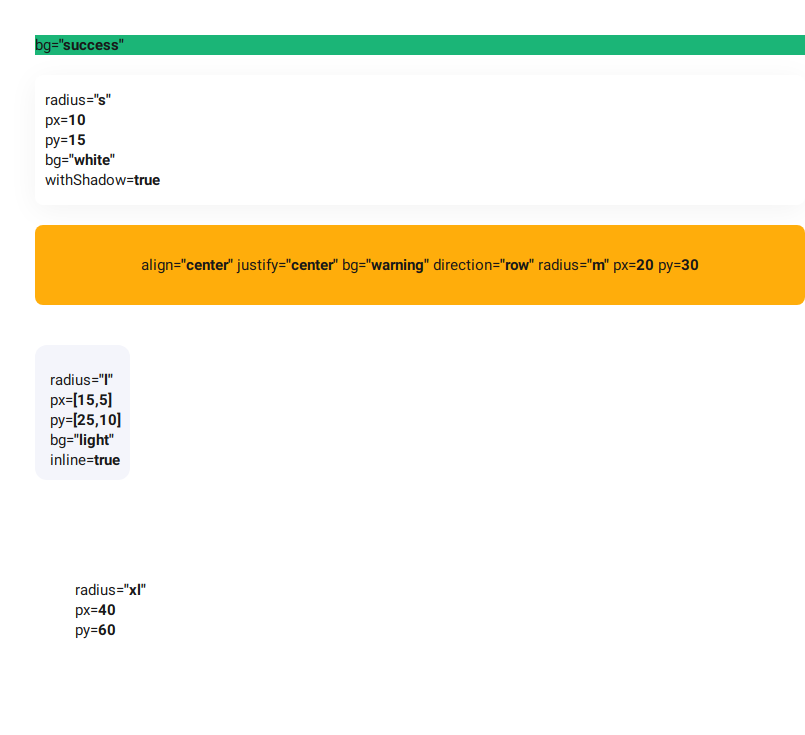 bg="success"
radius="s"
px=10
py=15
bg="white"
withShadow=true
align="center" justify="center" bg="warning" direction="row" radius="m" px=20 py=30
radius="l"
px=[15,5]
py=[25,10]
bg="light"
inline=true
radius="xl"
px=40
py=60